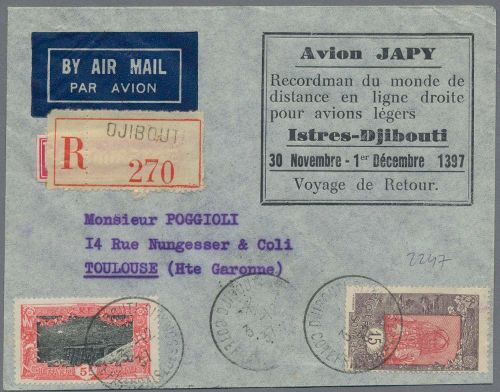 BY AIR MAIL
PAR AVION
R
DJIBOUTI
270
Avion JAPY
Recordman du monde de
distance en ligne droite
pour avions légers
Istres-Djibouti
30 Novembre - 1er Décembre 1397
Voyage de Retour.
Monsieur POGGIOLI
I4 Rue Nungesser & Coli
TOULOUSE (Hte Garonne)
2247
5
15